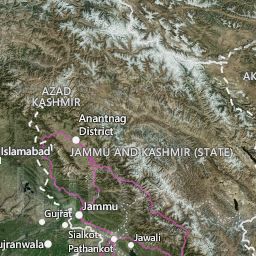 AZAD
KASHMIR
AK
Anantnag
District
Islamabad
JAMMU AND KASHMIR (STATE)
Jammu
Gujrat
Sialkot
Jawali
ujranwala
Pathankot